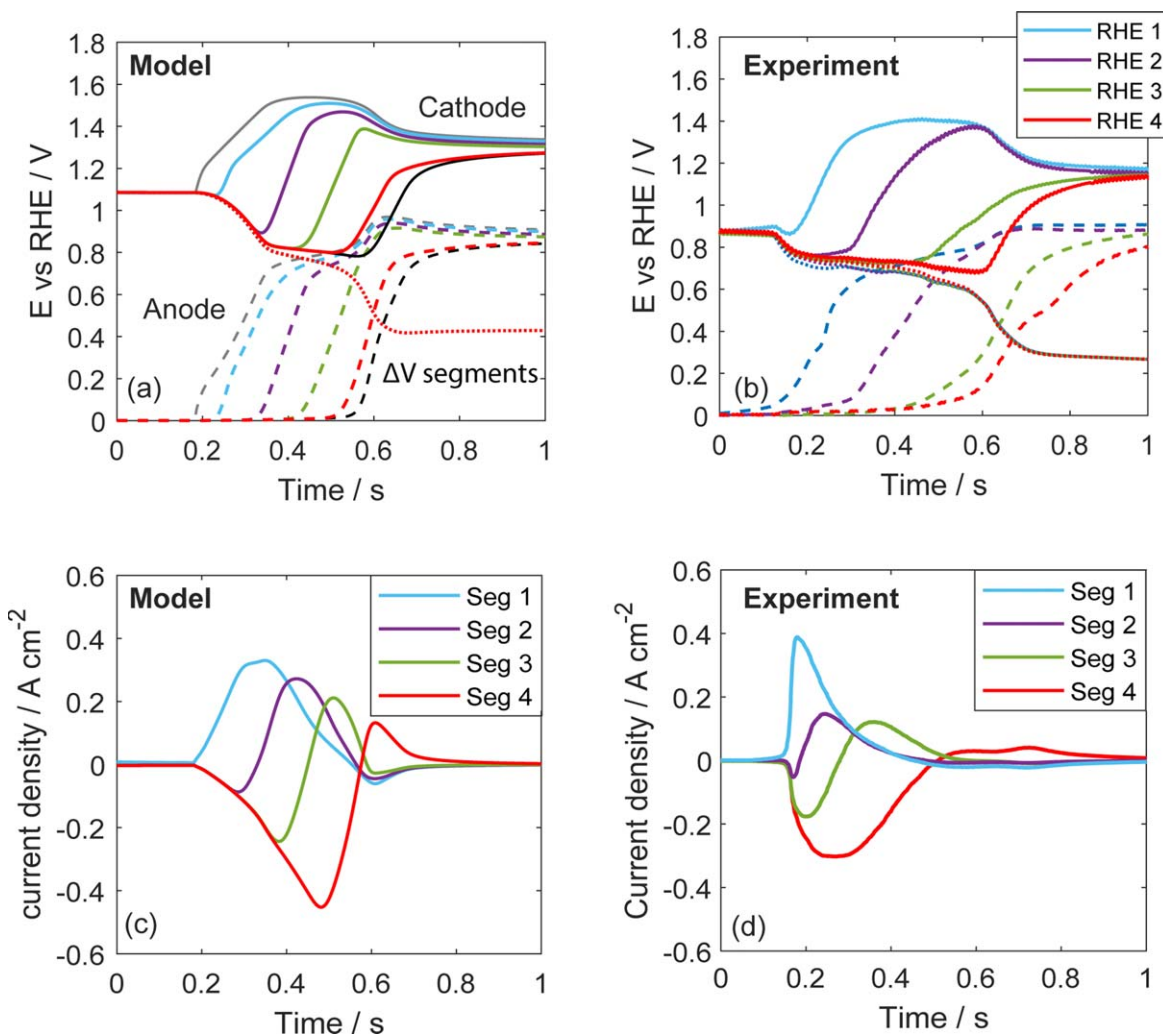 Model
Cathode
Anode
ΔV segments
(a)
E vs RHE / V
1.8
1.6
1.4
1.2
1
0.8
0.6
0.4
0.2
0
0 0.2 0.4 0.6 0.8 1
Time / s
Experiment
RHE 1
RHE 2
RHE 3
RHE 4
(b)
E vs RHE / V
1.8
1.6
1.4
1.2
1
0.8
0.6
0.4
0.2
0
0 0.2 0.4 0.6 0.8 1
Time / s
Model
Seg 1
Seg 2
Seg 3
Seg 4
(c)
current density / A cm-2
0.6
0.4
0.2
0
-0.2
-0.4
-0.6
0 0.2 0.4 0.6 0.8 1
Time / s
Experiment
Seg 1
Seg 2
Seg 3
Seg 4
(d)
Current density / A cm-2
0.6
0.4
0.2
0
-0.2
-0.4
-0.6
0 0.2 0.4 0.6 0.8 1
Time / s